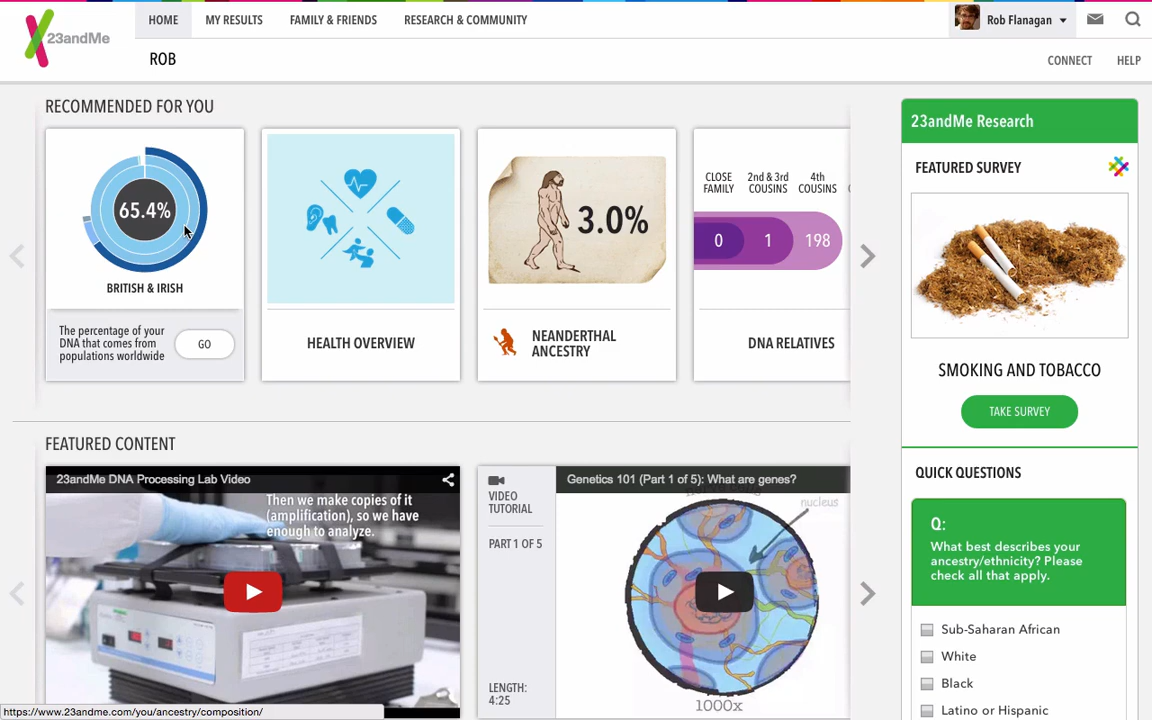 23andMe
HOME
MY RESULTS
FAMILY & FRIENDS
RESEARCH & COMMUNITY
Rob Flanagan
ROB
CONNECT
HELP
RECOMMENDED FOR YOU
65.4%
BRITISH & IRISH
The percentage of your
DNA that comes from
populations worldwide
GO
HEALTH OVERVIEW
3.0%
NEANDERTHAL
ANCESTRY
CLOSE
FAMILY
2nd & 3rd
COUSINS
4th
COUSINS
0
1
198
DNA RELATIVES
23andMe Research
FEATURED SURVEY
SMOKING AND TOBACCO
TAKE SURVEY
QUICK QUESTIONS
Q:
What best describes your
ancestry/ethnicity? Please
check all that apply.
Sub-Saharan African
White
Black
Latino or Hispanic
FEATURED CONTENT
23andMe DNA Processing Lab Video
Then we make copies of it
(amplification), so we have
enough to analyze.
VIDEO
TUTORIAL
PART 1 OF 5
LENGTH:
4:25
Genetics 101 (Part 1 of 5): What are genes?
nucleus
1000x
https://www.23andme.com/you/ancestry/composition/